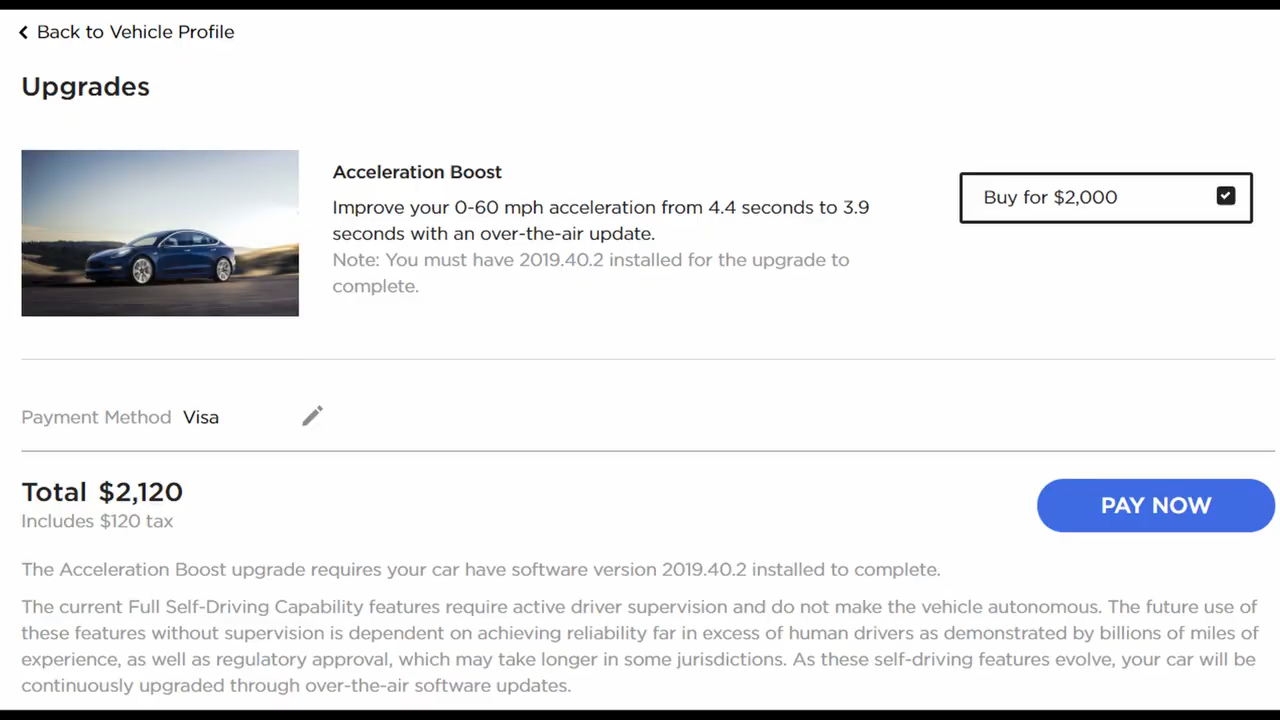 Back to Vehicle Profile
Upgrades
Acceleration Boost
Improve your 0-60 mph acceleration from 4.4 seconds to 3.9
seconds with an over-the-air update.
Note: You must have 2019.40.2 installed for the upgrade to
complete.
Buy for $2,000
Payment Method Visa
Total $2,120
Includes $120 tax
PAY NOW
The Acceleration Boost upgrade requires your car have software version 2019.40.2 installed to complete.
The current Full Self-Driving Capability features require active driver supervision and do not make the vehicle autonomous. The future use of
these features without supervision is dependent on achieving reliability far in excess of human drivers as demonstrated by billions of miles of
experience, as well as regulatory approval, which may take longer in some jurisdictions. As these self-driving features evolve, your car will be
continuously upgraded through over-the-air software updates.